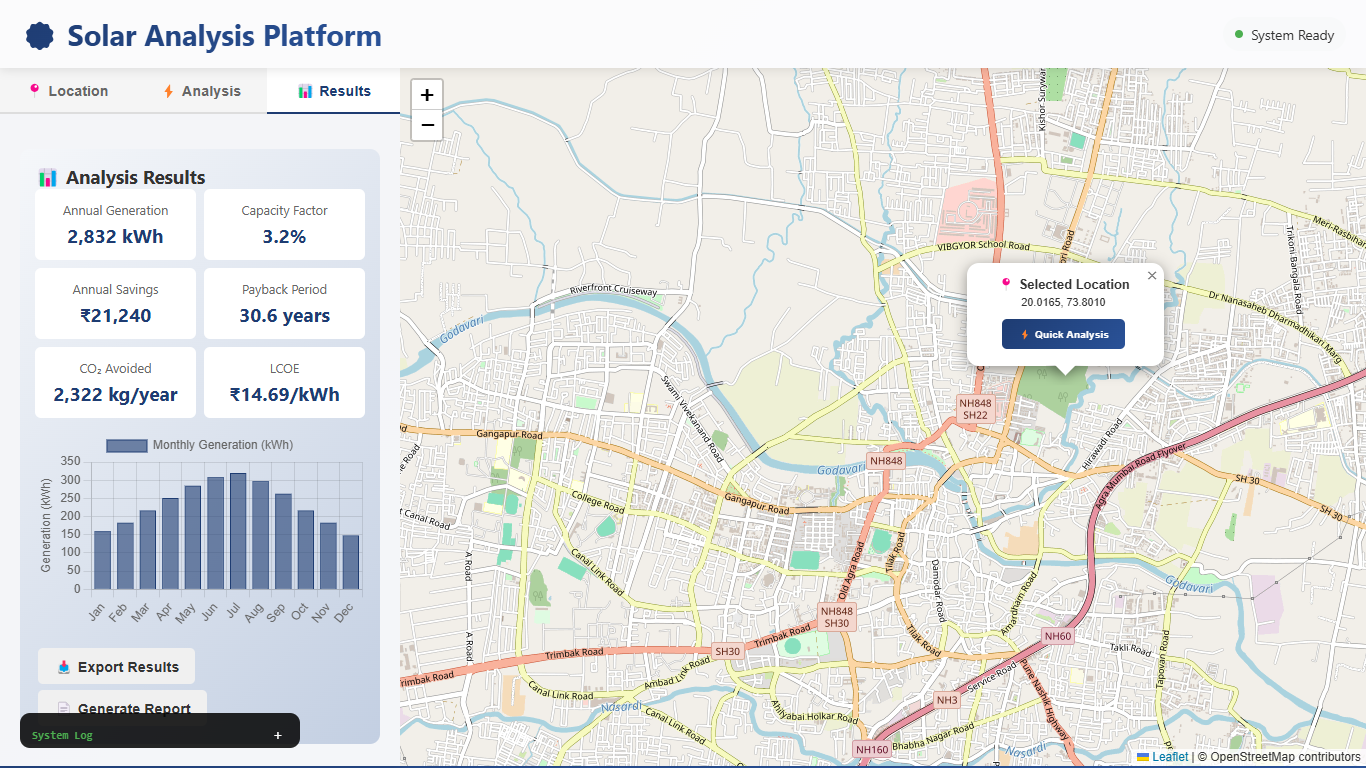 Solar Analysis Platform
System Ready
Location
Analysis
Results
Analysis Results
Annual Generation
2,832 kWh
Capacity Factor
3.2%
Annual Savings
₹21,240
Payback Period
30.6 years
CO₂ Avoided
2,322 kg/year
LCOE
₹14.69/kWh
Monthly Generation (kWh)
Generation (kWh)
350
300
250
200
150
100
50
0
Jan
Feb
Mar
Apr
May
Jun
Jul
Aug
Sep
Oct
Nov
Dec
Export Results
Generate Report
System Log
+
+
−
Kishor Suryaw
VIBGYOR School Road
ori Road
Meri-Rasbihar
Trikoni Bangala Road
Dr Nanasaheb Dharmadhikari Marg
×
Selected Location
20.0165, 73.8010
Quick Analysis
Riverfront Cruiseway
Godavari
Swami Vivekanand Road
NH848
SH22
Gangapur Road
e Road
NH848
Godavari
Hirawadi Road
Agra Mumbai Road Flyover
SH 30
SH 30
Gangapur Road
College Road
t Canal Road
A Road
Canal Link Road
Old Agra Road
Tilak Road
Damodar Road
Godavari
Amardham Road
NH848
SH30
Trimbak Road
Tilak Road
NH60
Takli Road
SH30
Trimbak Road
A Road
rimbak Road
Ambad Link Road
Canal Link Road
Service Road
Pune Nashik Highway
Tapovan Road
NH3
Nasardi
Canal Link Road
Ahilyabai Holkar Road
NH160
Bhabha Nagar Road
Nasardi
Leaflet | © OpenStreetMap contributors